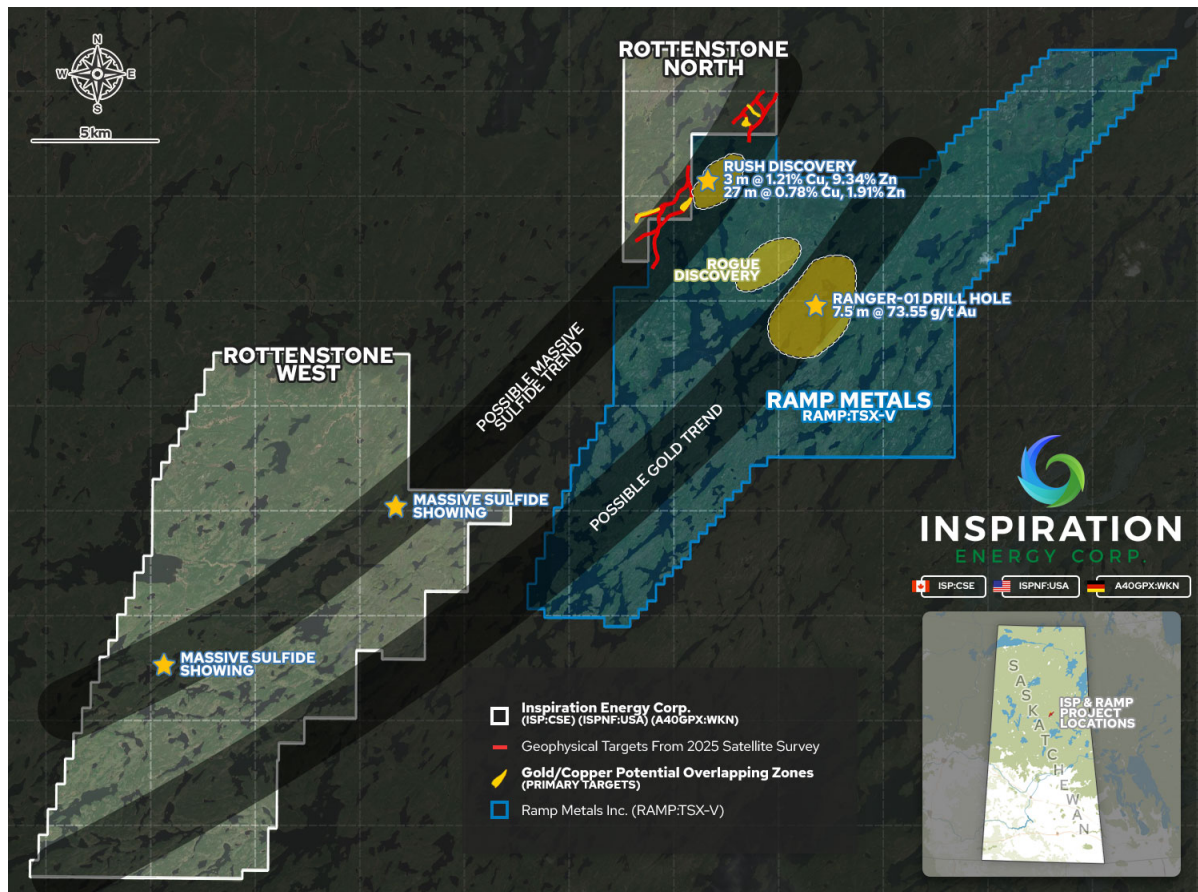 N
W E
S
5 km
ROTTENSTONE
NORTH
RUSH DISCOVERY
3 m @ 1.21% Cu, 9.34% Zn
27 m @ 0.78% Cu, 1.91% Zn
ROGUE
DISCOVERY
RANGER-01 DRILL HOLE
7.5 m @ 73.55 g/t Au
ROTTENSTONE
WEST
POSSIBLE MASSIVE
SULFIDE TREND
RAMP METALS
RAMP:TSX-V
POSSIBLE GOLD TREND
MASSIVE SULFIDE
SHOWING
MASSIVE SULFIDE
SHOWING
INSPIRATION
ENERGY CORP.
ISP:CSE
ISPNF:USA
A40GPX:WKN
Inspiration Energy Corp.
(ISP:CSE) (ISPNF:USA) (A40GPX:WKN)
Geophysical Targets From 2025 Satellite Survey
Gold/Copper Potential Overlapping Zones
(PRIMARY TARGETS)
Ramp Metals Inc. (RAMP:TSX-V)
SASKATCHEWAN
ISP & RAMP
PROJECT
LOCATIONS